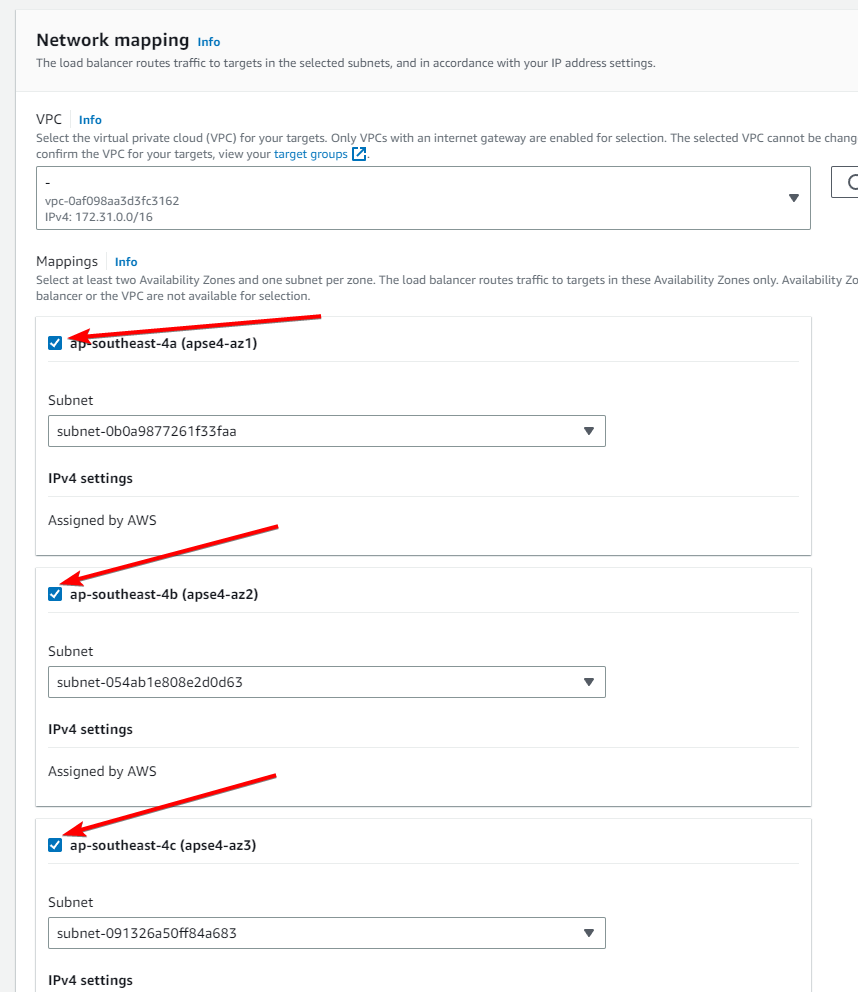 Network mapping Info
The load balancer routes traffic to targets in the selected subnets, and in accordance with your IP address settings.
VPC Info
Select the virtual private cloud (VPC) for your targets. Only VPCs with an internet gateway are enabled for selection. The selected VPC cannot be chang
confirm the VPC for your targets, view your target groups.
-
vpc-0af098aa3d3fc3162
IPv4: 172.31.0.0/16
Mappings Info
Select at least two Availability Zones and one subnet per zone. The load balancer routes traffic to targets in these Availability Zones only. Availability Zo
balancer or the VPC are not available for selection.
ap-southeast-4a (apse4-az1)
Subnet
subnet-0b0a9877261f33faa
IPv4 settings
Assigned by AWS
ap-southeast-4b (apse4-az2)
Subnet
subnet-054ab1e808e2d0d63
IPv4 settings
Assigned by AWS
ap-southeast-4c (apse4-az3)
Subnet
subnet-091326a50ff84a683
IPv4 settings